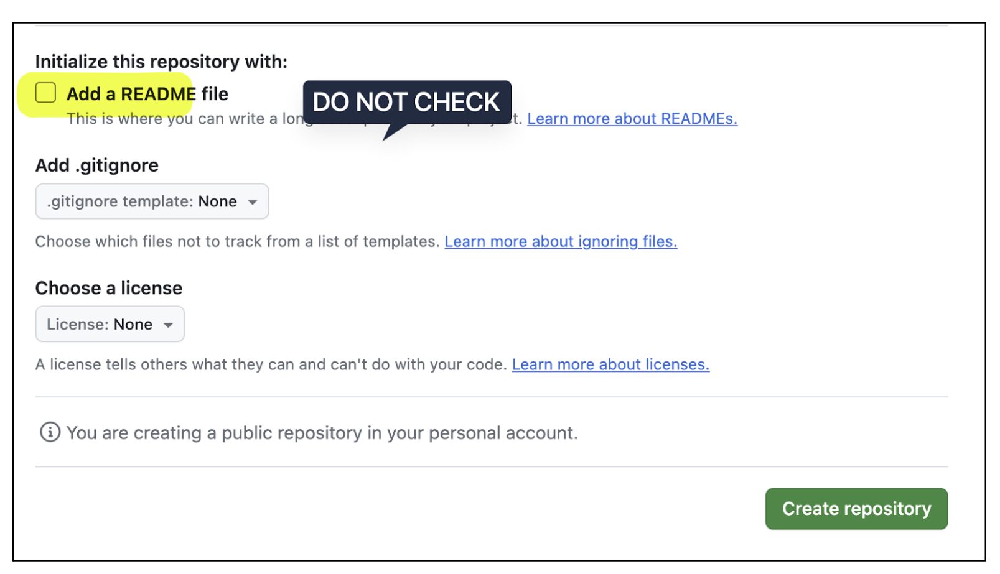 Initialize this repository with:
Add a README file
DO NOT CHECK
This is where you can write a long Learn more about READMEs.
Add .gitignore
.gitignore template: None
Choose which files not to track from a list of templates. Learn more about ignoring files.
Choose a license
License: None
A license tells others what they can and can't do with your code. Learn more about licenses.
You are creating a public repository in your personal account.
Create repository